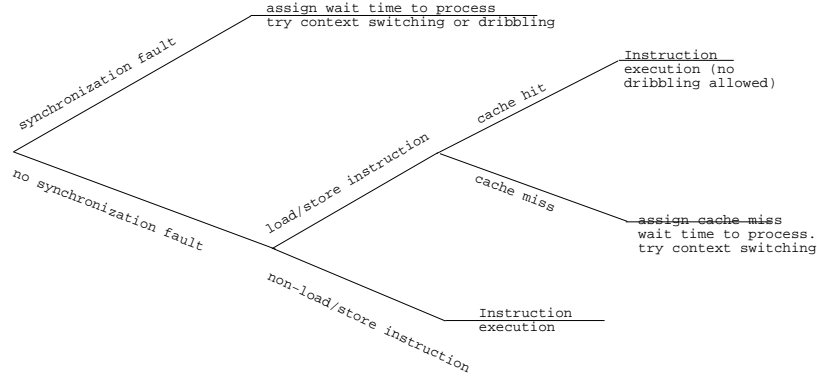 assign wait time to process
try context switching or dribbling
synchronization fault
Instruction
execution (no
dribbling allowed)
cache hit
load/store instruction
no synchronization fault
cache miss
assign cache miss
wait time to process.
try context switching
non-load/store instruction
Instruction
execution